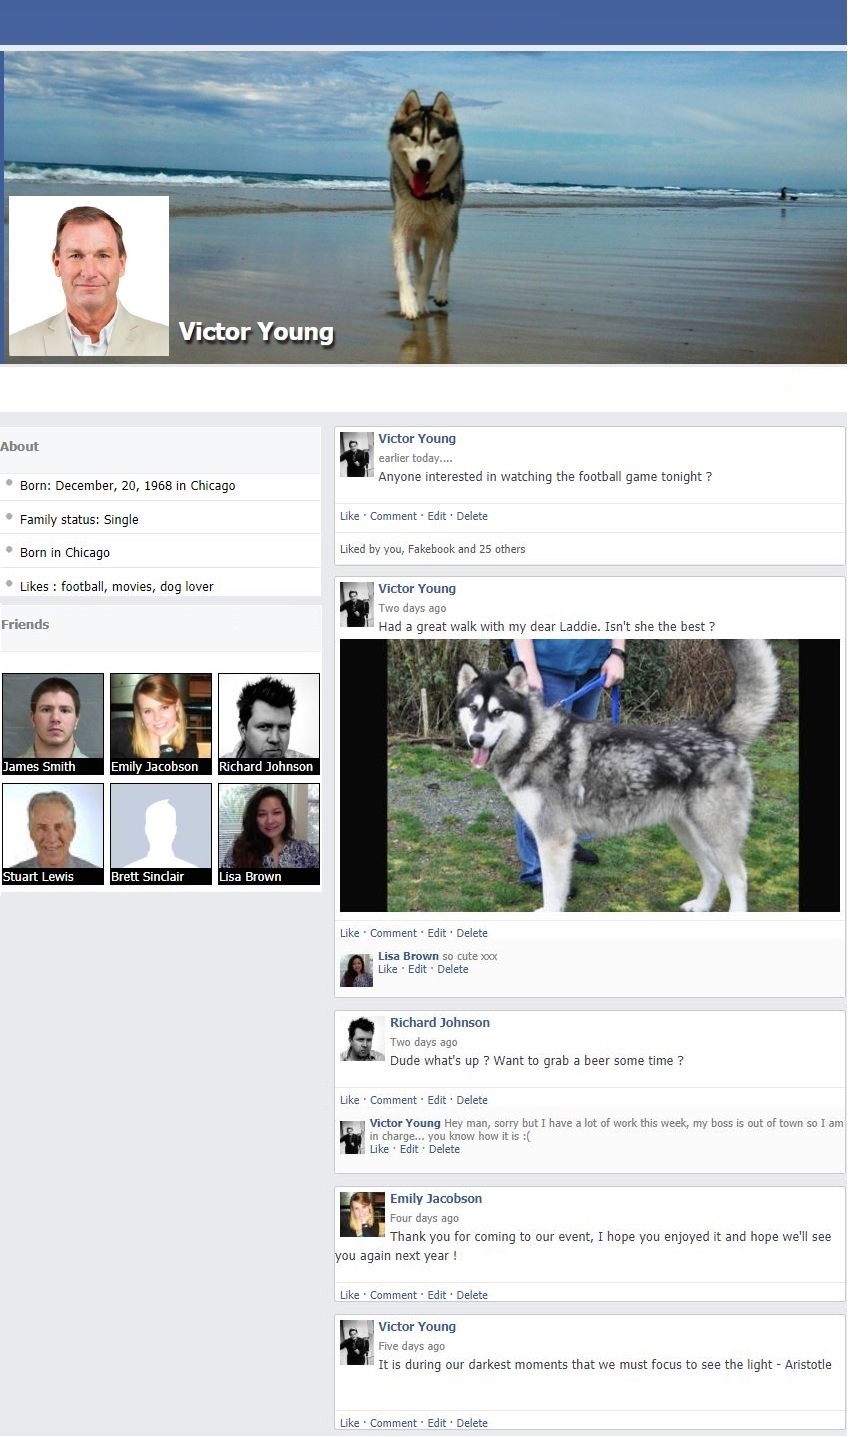 Victor Young
About
Born: December, 20, 1968 in Chicago
Family status: Single
Born in Chicago
Likes : football, movies, dog lover
Friends
James Smith
Emily Jacobson
Richard Johnson
Stuart Lewis
Brett Sinclair
Lisa Brown
Victor Young
earlier today....
Anyone interested in watching the football game tonight ?
Like · Comment · Edit · Delete
Liked by you, Fakebook and 25 others
Victor Young
Two days ago
Had a great walk with my dear Laddie. Isn't she the best ?
Like · Comment · Edit · Delete
Lisa Brown so cute xxx
Like · Edit · Delete
Richard Johnson
Two days ago
Dude what's up ? Want to grab a beer some time ?
Like · Comment · Edit · Delete
Victor Young Hey man, sorry but I have a lot of work this week, my boss is out of town so I am
in charge... you know how it is :(
Like · Edit · Delete
Emily Jacobson
Four days ago
Thank you for coming to our event, I hope you enjoyed it and hope we'll see
you again next year !
Like · Comment · Edit · Delete
Victor Young
Five days ago
It is during our darkest moments that we must focus to see the light - Aristotle
Like · Comment · Edit · Delete